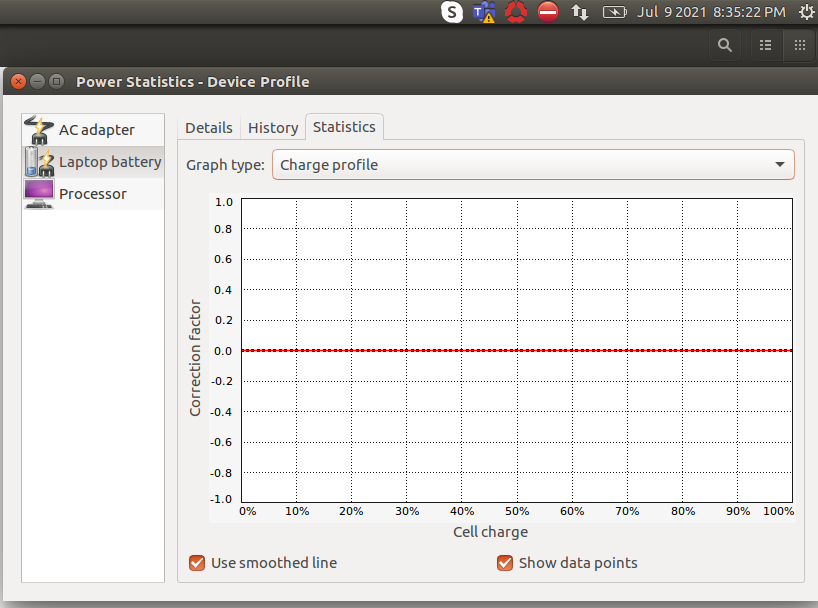 S T Jul 9 2021 8:35:22 PM
Power Statistics - Device Profile
AC adapter
Laptop battery
Processor
Details History Statistics
Graph type: Charge profile
1.0
0.8
0.6
0.4
0.2
0.0
-0.2
-0.4
-0.6
-0.8
-1.0
Correction factor
0% 10% 20% 30% 40% 50% 60% 70% 80% 90% 100%
Cell charge
Use smoothed line Show data points